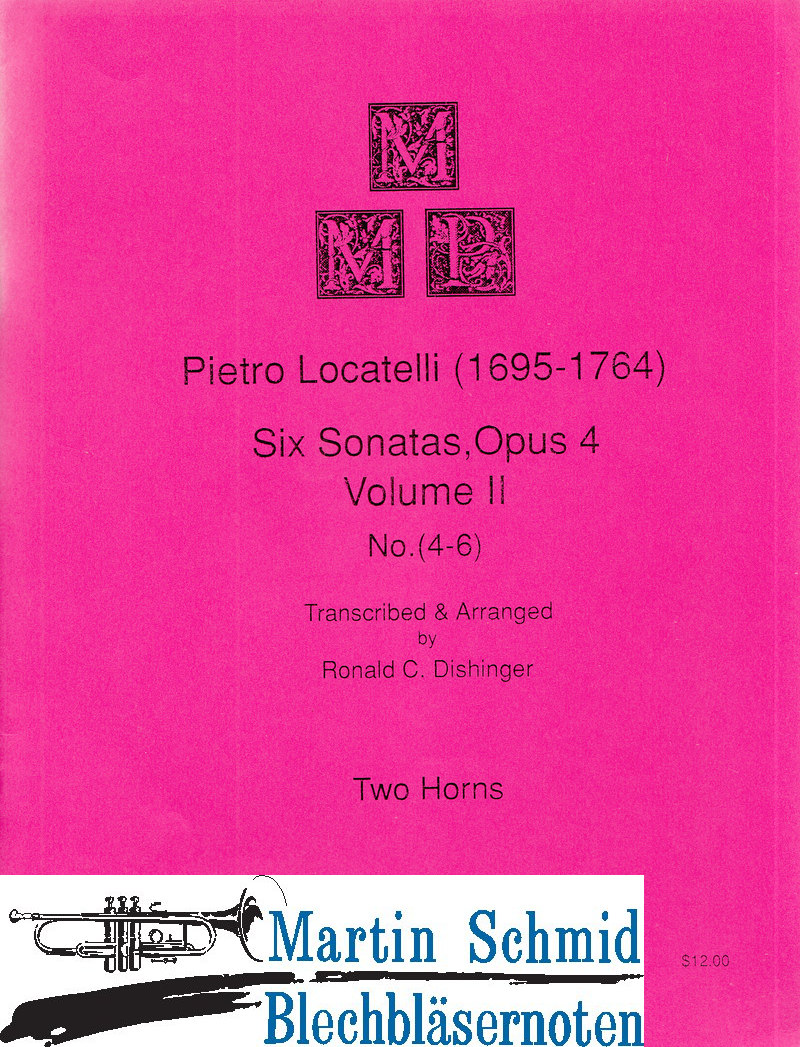 M
M P
Pietro Locatelli (1695-1764)
Six Sonatas,Opus 4
Volume II
No.(4-6)
Transcribed & Arranged
by
Ronald C. Dishinger
Two Horns
$12.00
Martin Schmid
Blechbläsernoten